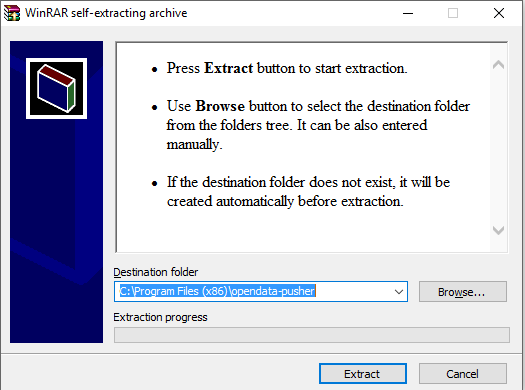 WinRAR self-extracting archive
• Press Extract button to start extraction.
• Use Browse button to select the destination folder
from the folders tree. It can be also entered
manually.
• If the destination folder does not exist, it will be
created automatically before extraction.
Destination folder
C:\Program Files (x86)\opendata-pusher
Browse...
Extraction progress
Extract
Cancel